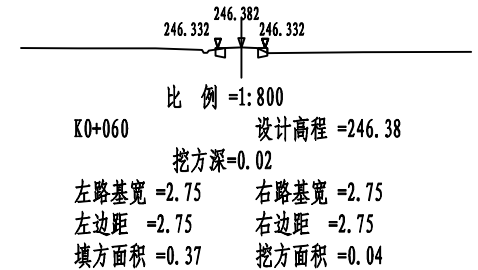 246.382
246.332 246.332
比 例 =1:800
K0+060 设计高程 =246.38
挖方深=0.02
左路基宽 =2.75 右路基宽 =2.75
左边距 =2.75 右边距 =2.75
填方面积 =0.37 挖方面积 =0.04